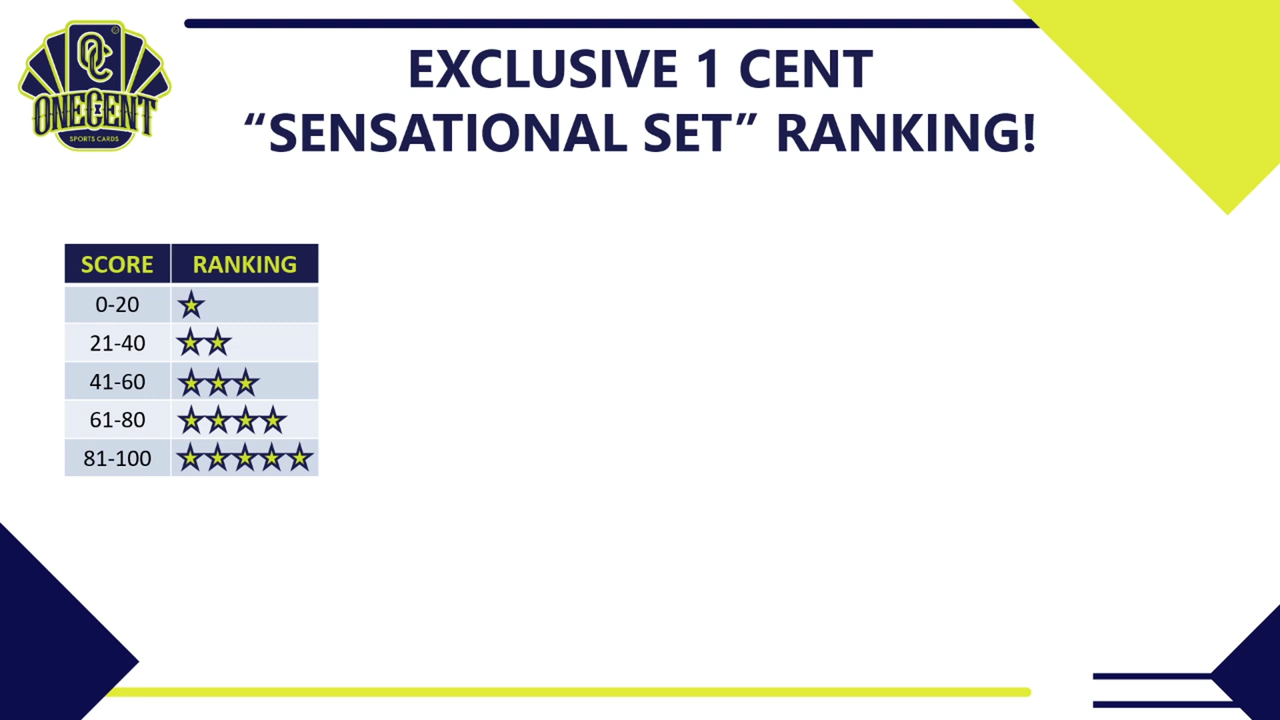 OC
ONECENT
SPORTS CARDS
EXCLUSIVE 1 CENT
“SENSATIONAL SET” RANKING!
SCORE RANKING
0-20
21-40
41-60
61-80
81-100